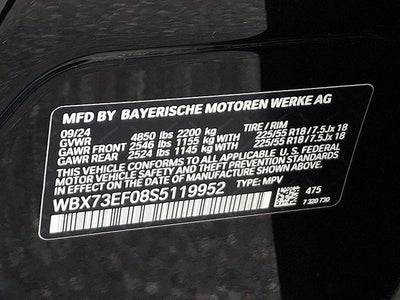 MFD BY BAYERISCHE MOTOREN WERKE AG
09/24 TIRE / RIM
GVWR 4850 lbs 2200 kg
GAWR FRONT 2546 lbs 1155 kg WITH 225/55 R18 / 7.5Jx 18
GAWR REAR 2524 lbs 1145 kg WITH 225/55 R18 / 7.5Jx 18
THIS VEHICLE CONFORMS TO ALL APPLICABLE U.S. FEDERAL
SAFETY, BUMPER, AND THEFT PREVENTION STANDARDS
IN EFFECT ON THE DATE OF MANUFACTURE SHOWN ABOVE.
WBX73EF08S5119952 TYPE: MPV
475
7 320 730